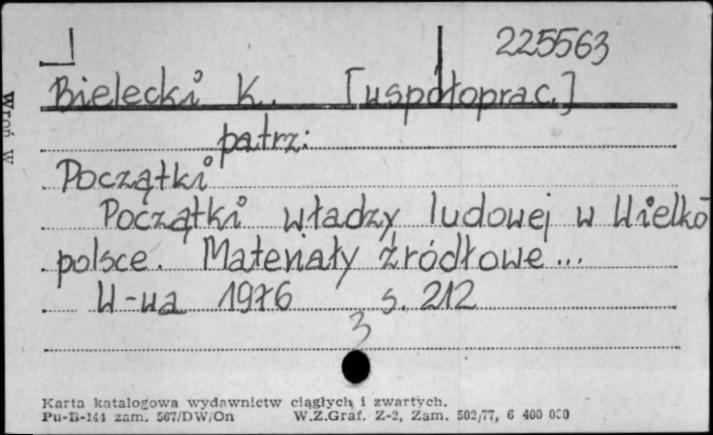 225563
Bielecki K. [współoprac.]
patrz:
Początki
Początki władzy ludowej w Wielko
polsce. Materiały źródłowe...
W-wa 1976 s. 212
3
Karta katalogowa wydawnictw ciągłych i zwartych.
Pu-B-141 zam. 567/DW/On W.Z.Graf. Z-2, Zam. 502/77, 6 400 000